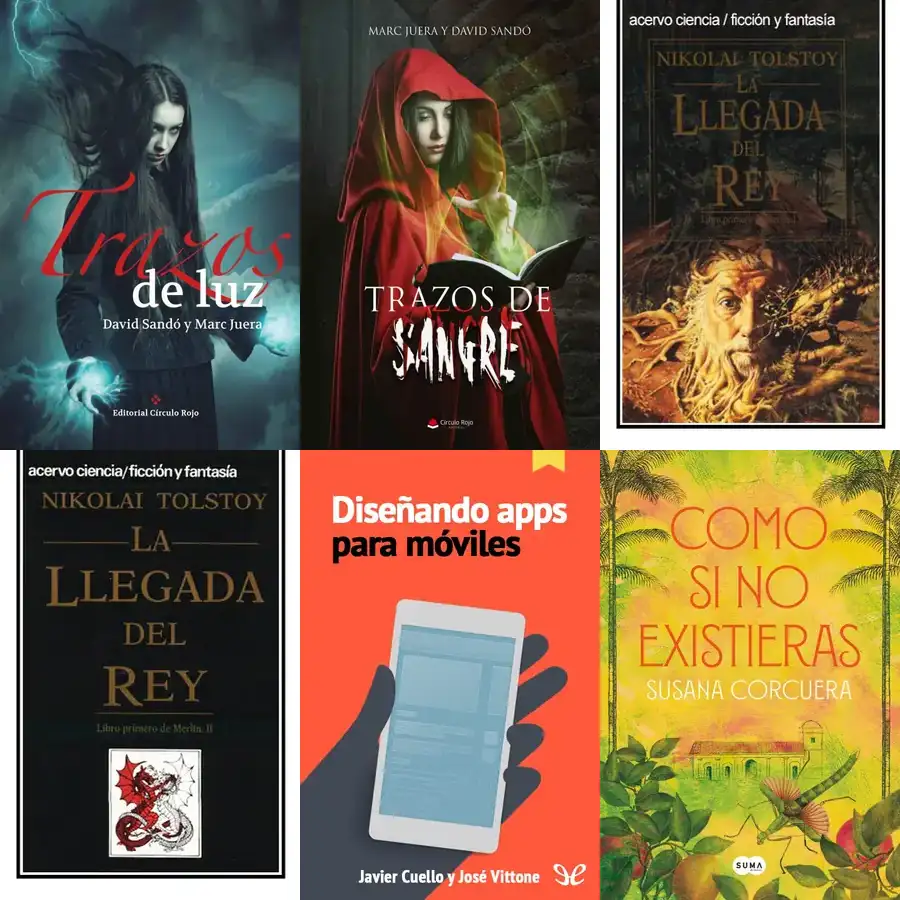 Trazos
de luz
David Sandó y Marc Juera
Editorial Círculo Rojo
MARC JUERA Y DAVID SANDÓ
TRAZOS DE
SANGRE
Círculo Rojo
acervo ciencia / ficción y fantasía
NIKOLAI TOLSTOY
LA
LLEGADA
DEL
REY
Libro primero
acervo ciencia/ficción y fantasía
NIKOLAI TOLSTOY
LA
LLEGADA
DEL
REY
Libro primero de Merlín, II
Diseñando apps
para móviles
Javier Cuello y José Vittone
COMO
SI NO
EXISTIERAS
SUSANA CORCUERA
SUMA